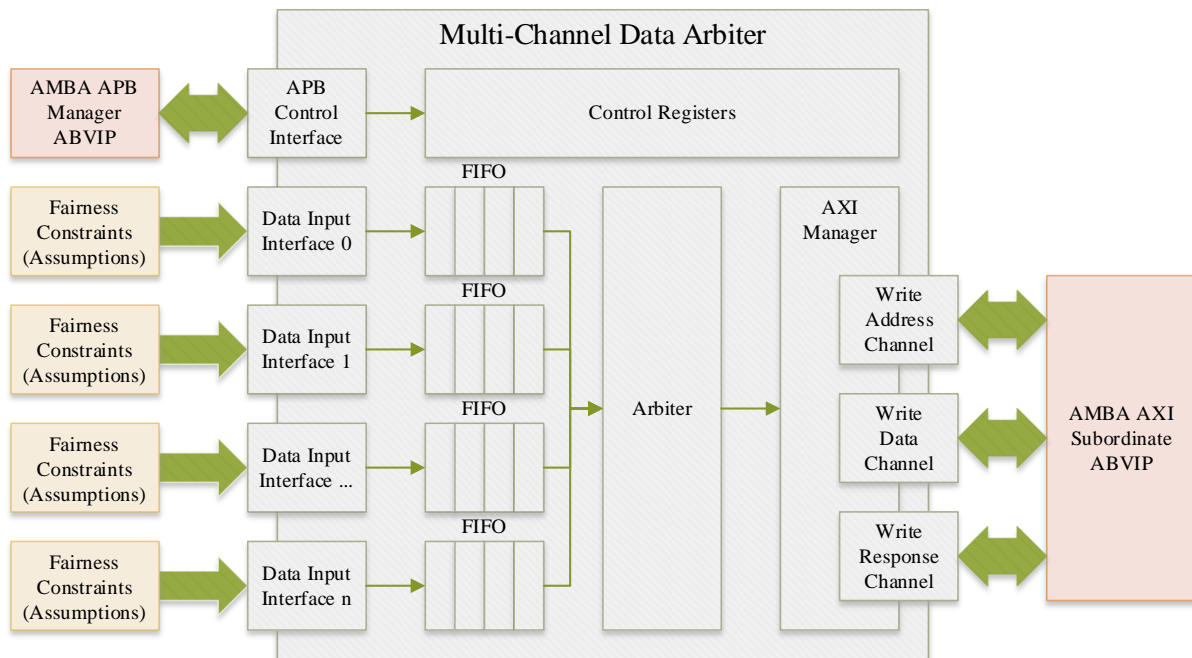 Multi-Channel Data Arbiter
AMBA APB
Manager
ABVIP
APB
Control
Interface
Control Registers
Fairness
Constraints
(Assumptions)
Data Input
Interface 0
FIFO
Fairness
Constraints
(Assumptions)
Data Input
Interface 1
FIFO
Fairness
Constraints
(Assumptions)
Data Input
Interface ...
FIFO
Fairness
Constraints
(Assumptions)
Data Input
Interface n
FIFO
Arbiter
AXI
Manager
Write
Address
Channel
Write
Data
Channel
Write
Response
Channel
AMBA AXI
Subordinate
ABVIP